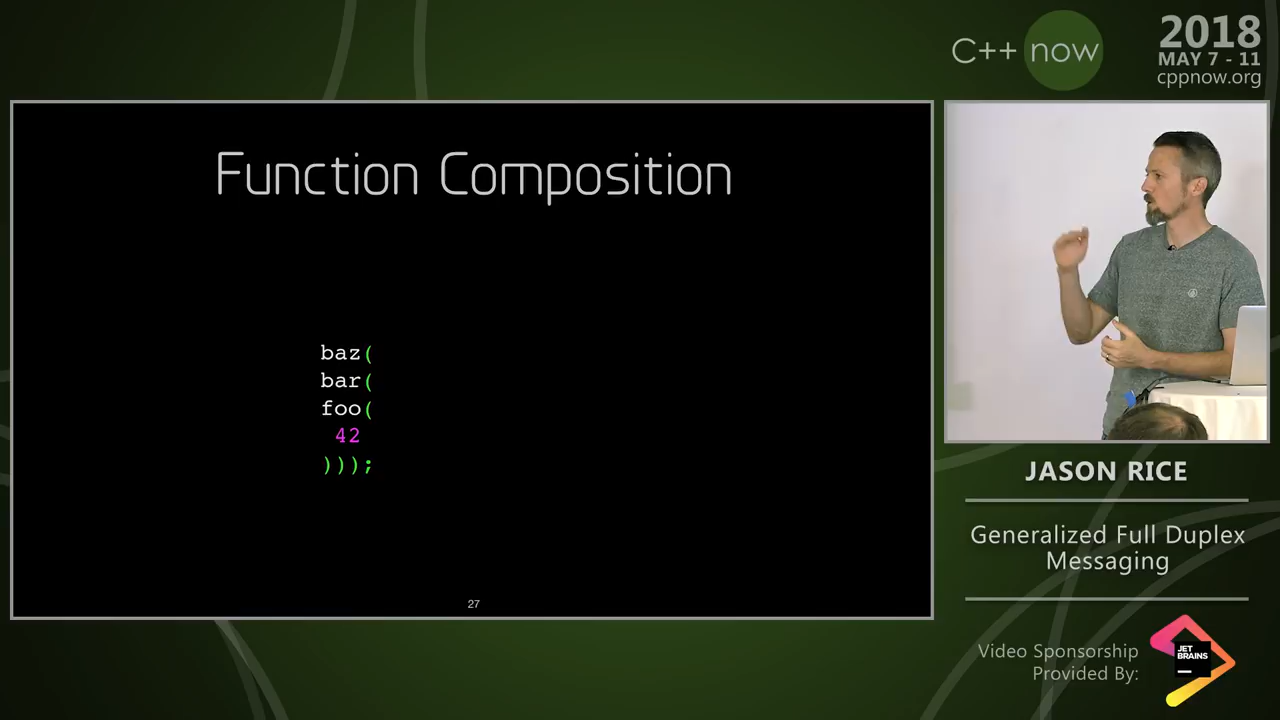 C++ now
2018
MAY 7 - 11
cppnow.org
Function Composition
baz(
bar(
foo(
42
)));
27
JASON RICE
Generalized Full Duplex
Messaging
Video Sponsorship
Provided By:
JET
BRAINS